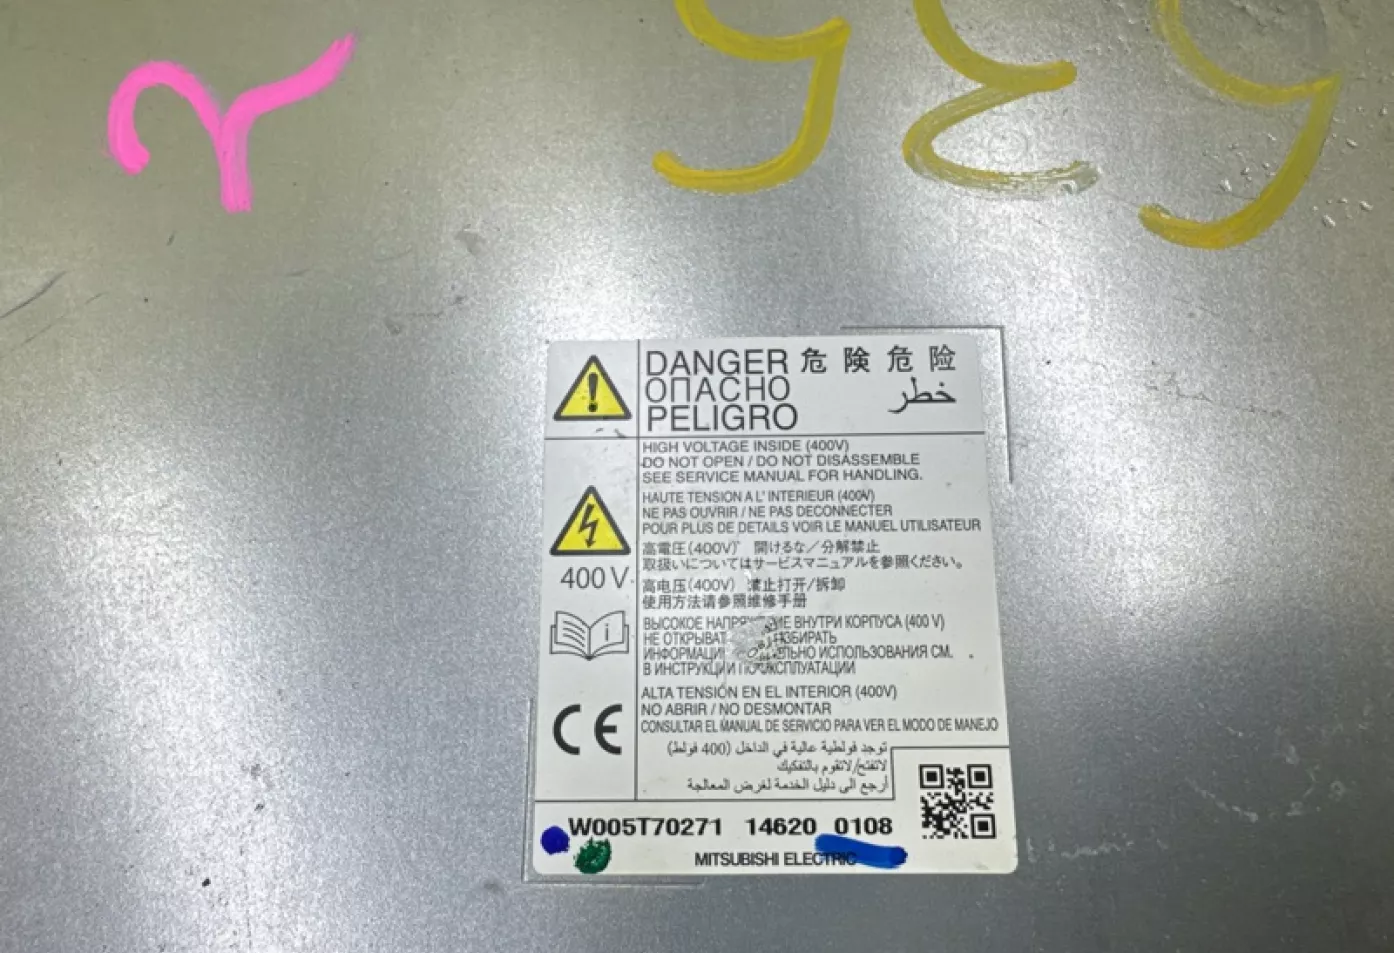 DANGER 危険 危险
ОПАСНО خطر
PELIGRO
HIGH VOLTAGE INSIDE (400V)
DO NOT OPEN / DO NOT DISASSEMBLE
SEE SERVICE MANUAL FOR HANDLING.
HAUTE TENSION A L' INTERIEUR (400V)
NE PAS OUVRIR / NE PAS DECONNECTER
POUR PLUS DE DETAILS VOIR LE MANUEL UTILISATEUR
高電圧(400V) 開けるな／分解禁止
取扱いについてはサービスマニュアルを参照ください。
400 V
高电压(400V) 禁止打开/拆卸
使用方法请参照维修手册
ВЫСОКОЕ ВНУТРИ КОРПУСА (400 V)
НЕ
ИСПОЛЬЗОВАНИЯ СМ.
В ИНСТРУКЦИИ
ALTA TENSIÓN EN EL INTERIOR (400V)
NO ABRIR / NO DESMONTAR
CONSULTAR EL MANUAL DE SERVICIO PARA VER EL MODO DE MANEJO
CE
توجد فولطية عالية في الداخل (400 فولط)
لاتفتح/لاتقوم بالتفكيك
أرجع الى دليل الخدمة لغرض المعالجة
W005T70271 14620 0108
MITSUBISHI ELECTRIC